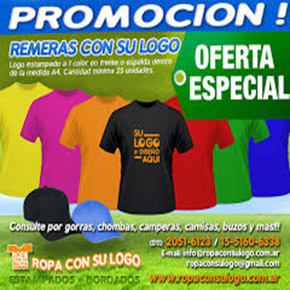 PROMOCION !
REMERAS CON SU LOGO
Logo estampado a 1 color en frente o espalda dentro
de la medida A4. Cantidad mínima 25 unidades.
OFERTA
ESPECIAL
SU
LOGO
o DISEÑO
AQUI
Consulte por gorras, chombas, camperas, camisas, buzos y mas!!!
(011) 2051-6123 / 15-5160-6338
E-mail: info@ropaconsulogo.com.ar
ropaconsulogo@gmail.com
ROPA CON SU LOGO
ESTAMPADOS - BORDADOS
www.ropaconsulogo.com.ar